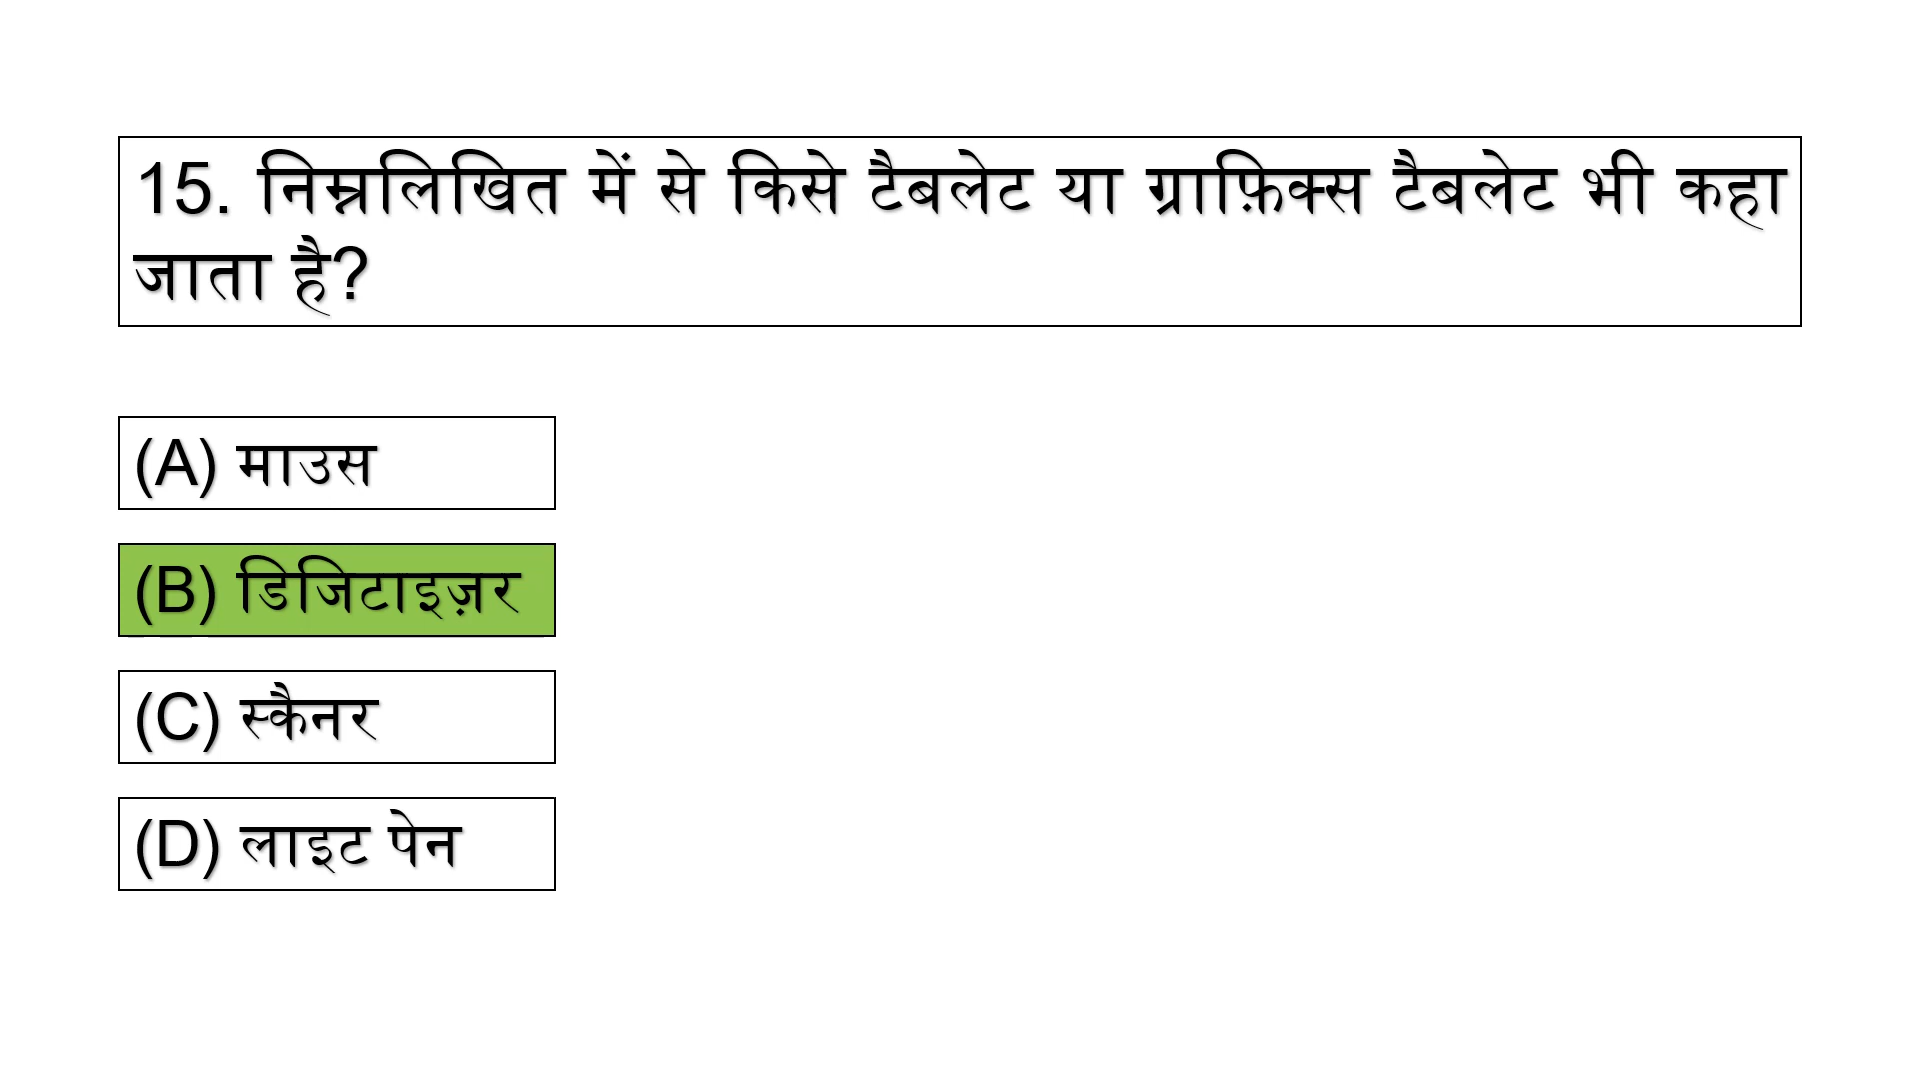 15. निम्नलिखित में से किसे टैबलेट या ग्राफ़िक्स टैबलेट भी कहा
जाता है?
(A) माउस
(B) डिजिटाइज़र
(C) स्कैनर
(D) लाइट पेन